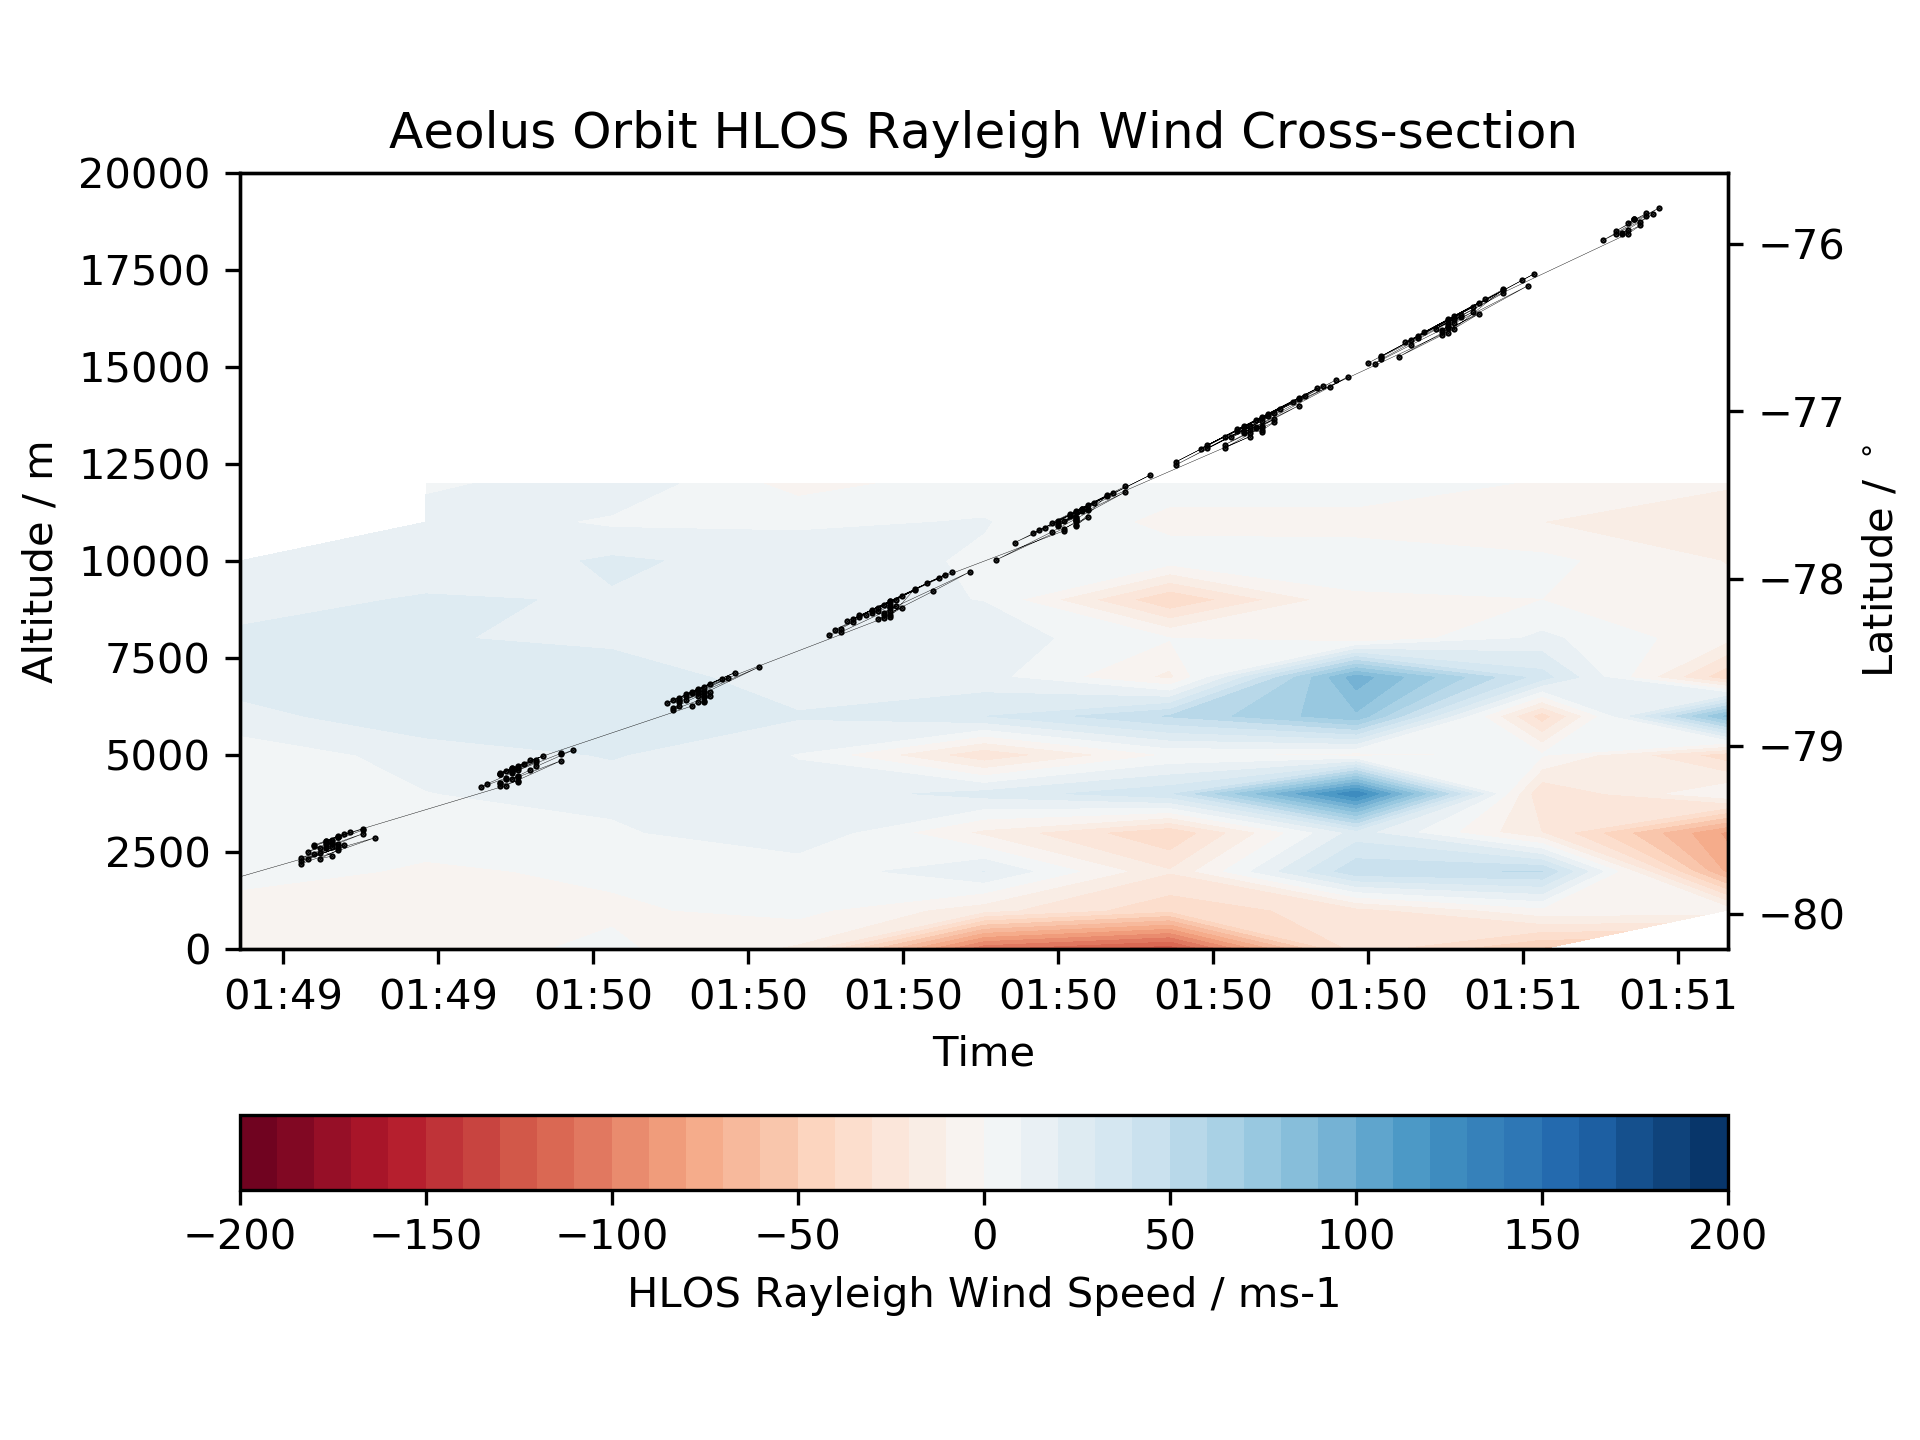 Aeolus Orbit HLOS Rayleigh Wind Cross-section
20000
17500
15000
12500
10000
7500
5000
2500
0
Altitude / m
−76
−77
−78
−79
−80
Latitude / °
01:49 01:49 01:50 01:50 01:50 01:50 01:50 01:50 01:51 01:51
Time
−200 −150 −100 −50 0 50 100 150 200
HLOS Rayleigh Wind Speed / ms-1